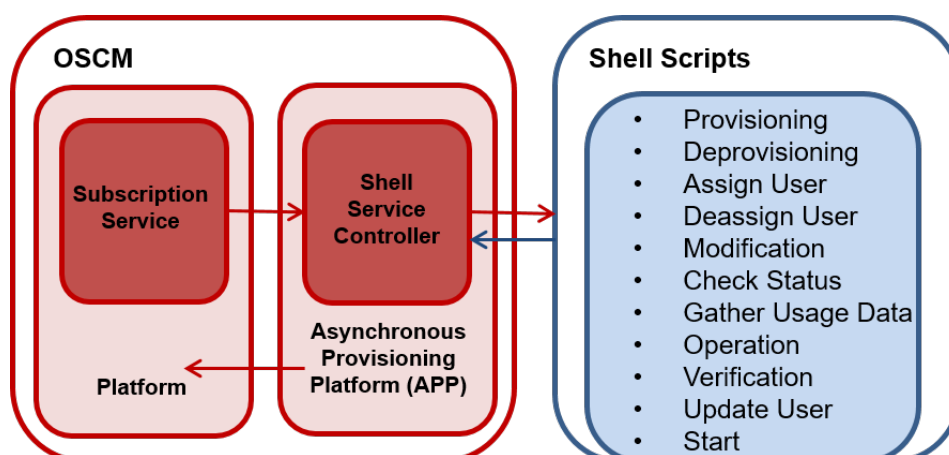 OSCM
Subscription
Service
Platform
Shell
Service
Controller
Asynchronous
Provisioning
Platform (APP)
Shell Scripts
• Provisioning
• Deprovisioning
• Assign User
• Deassign User
• Modification
• Check Status
• Gather Usage Data
• Operation
• Verification
• Update User
• Start